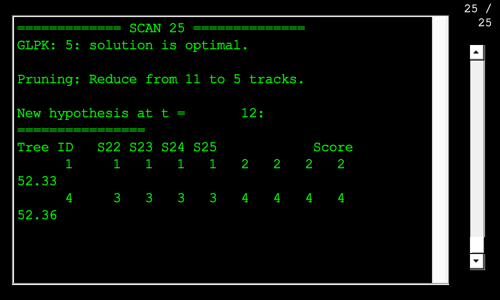 25 /
25
============= SCAN 25 ==============
GLPK: 5: solution is optimal.
Pruning: Reduce from 11 to 5 tracks.
New hypothesis at t = 12:
================
Tree ID S22 S23 S24 S25 Score
1 1 1 1 1 2 2 2 2
52.33
4 3 3 3 3 4 4 4 4
52.36